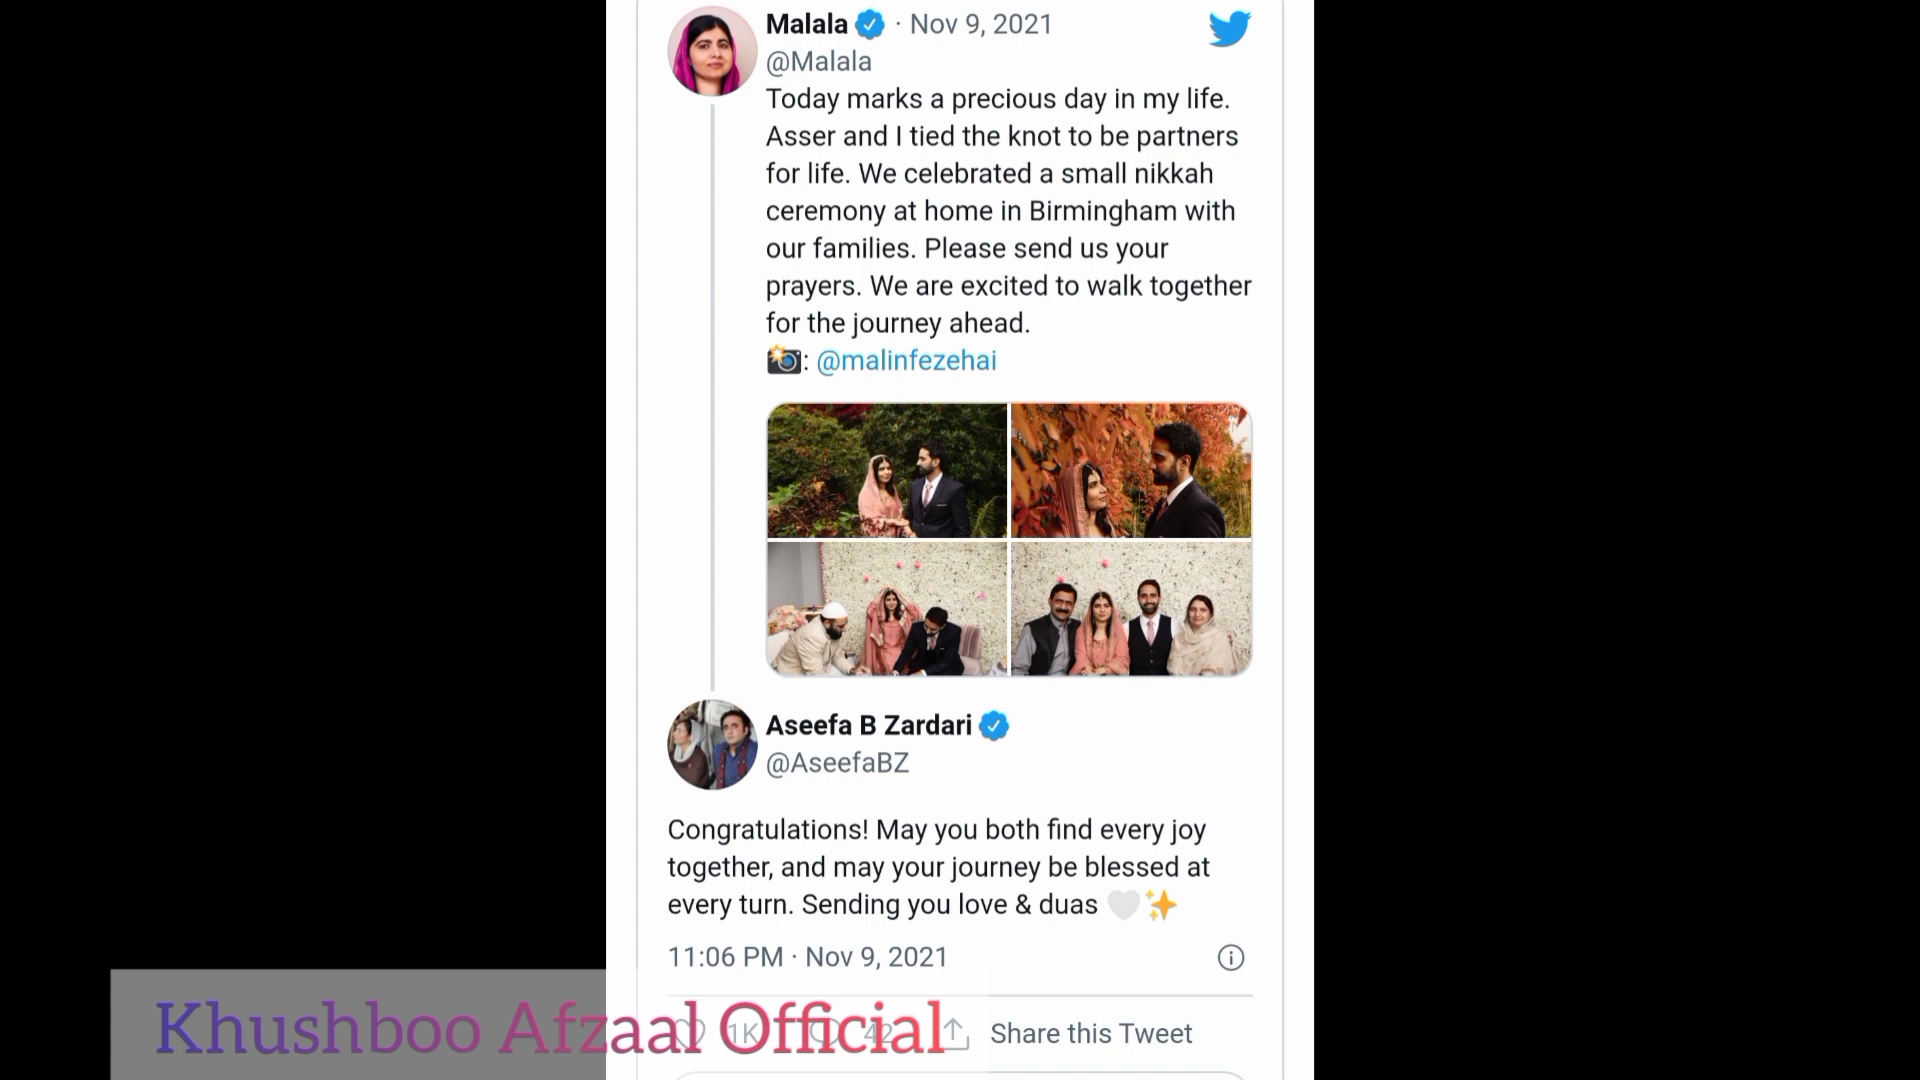 Malala · Nov 9, 2021
@Malala
Today marks a precious day in my life.
Asser and I tied the knot to be partners
for life. We celebrated a small nikkah
ceremony at home in Birmingham with
our families. Please send us your
prayers. We are excited to walk together
for the journey ahead.
📸: @malinfezehai
Aseefa B Zardari
@AseefaBZ
Congratulations! May you both find every joy
together, and may your journey be blessed at
every turn. Sending you love & duas 🤍✨
11:06 PM · Nov 9, 2021
1K 42 Share this Tweet
Khushboo Afzaal Official